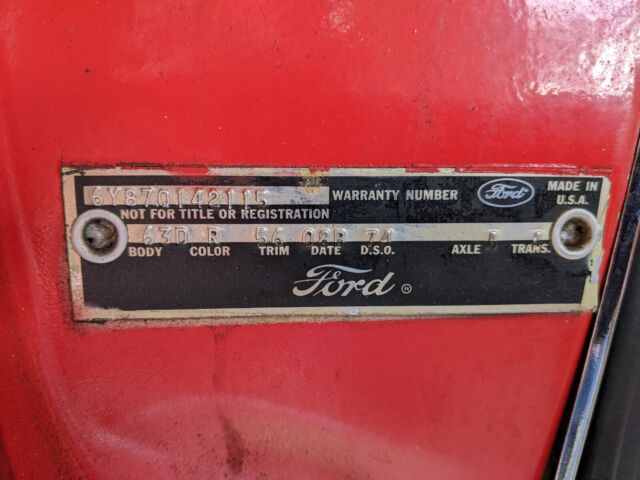 6Y87Q142115 WARRANTY NUMBER Ford MADE IN U.S.A.
NOT FOR TITLE OR REGISTRATION
63D R 56 08R 74
BODY COLOR TRIM DATE D.S.O. AXLE TRANS.
Ford